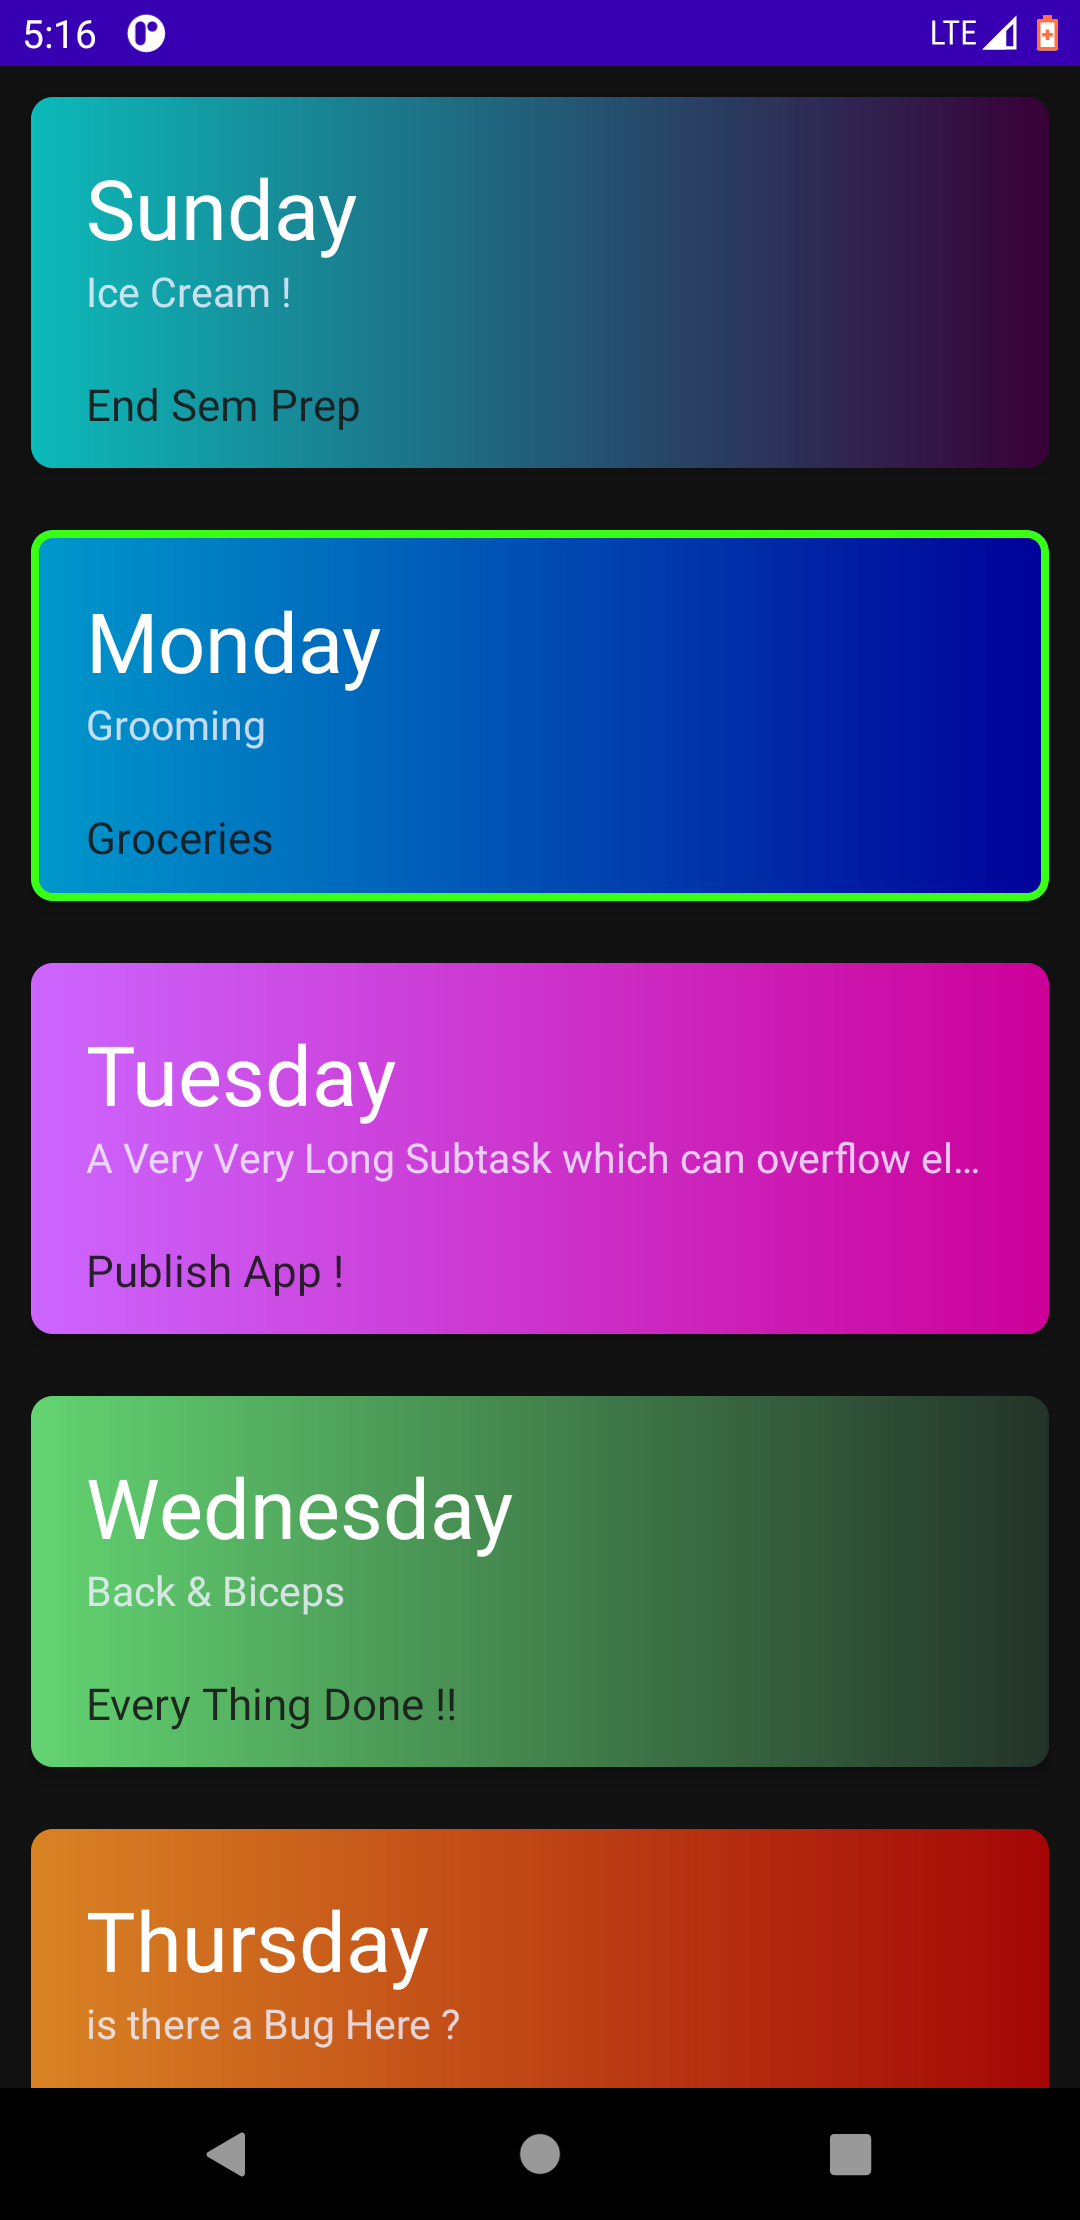 5:16 LTE
Sunday
Ice Cream !
End Sem Prep
Monday
Grooming
Groceries
Tuesday
A Very Very Long Subtask which can overflow el...
Publish App !
Wednesday
Back & Biceps
Every Thing Done !!
Thursday
is there a Bug Here ?